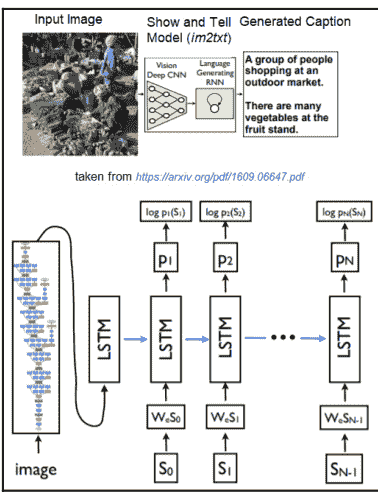 Input Image
Show and Tell
Model (im2txt)
Generated Caption
Vision
Deep CNN
Language
Generating
RNN
A group of people
shopping at an
outdoor market.
There are many
vegetables at the
fruit stand.
taken from https://arxiv.org/pdf/1609.06647.pdf
log p1(S1)
log p2(S2)
log pN(SN)
p1
p2
pN
LSTM
LSTM
LSTM
LSTM
WeS0
WeS1
WeSN-1
image
S0
S1
SN-1